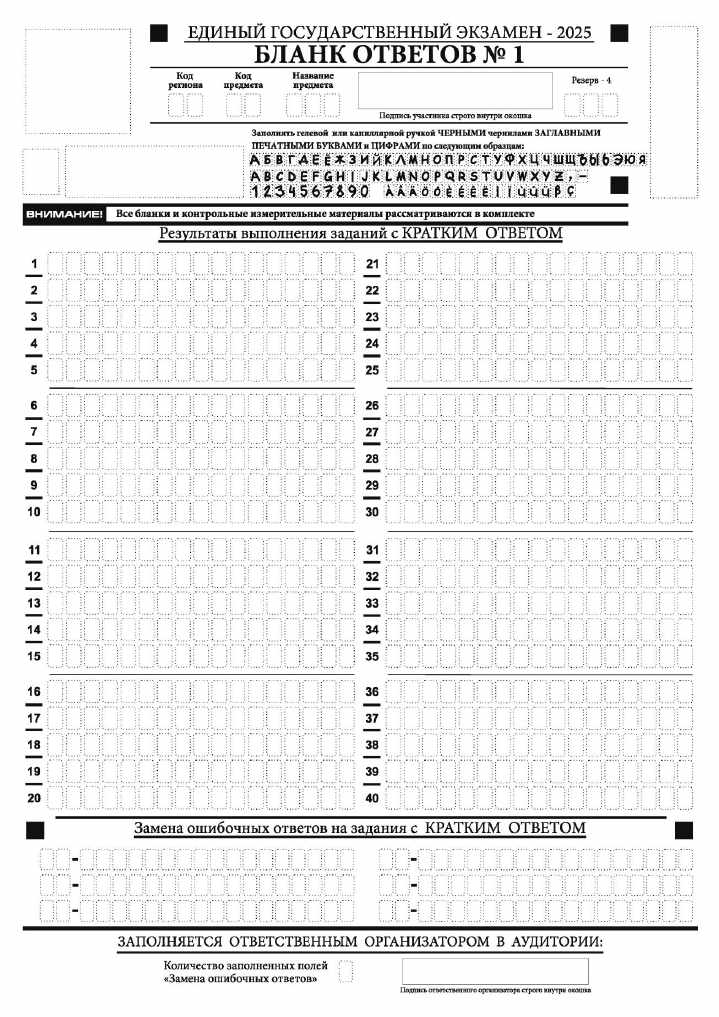 ЕДИНЫЙ ГОСУДАРСТВЕННЫЙ ЭКЗАМЕН - 2025
БЛАНК ОТВЕТОВ № 1
Код региона
Код предмета
Название предмета
Резерв - 4
Подпись участника строго внутри окошка
Заполнять гелевой или капиллярной ручкой ЧЕРНЫМИ чернилами ЗАГЛАВНЫМИ
ПЕЧАТНЫМИ БУКВАМИ и ЦИФРАМИ по следующим образцам:
АБВГДЕЁЖЗИЙКЛМНОПРСТУФХЦЧШЩЪЫЬЭЮЯ
ABCDEFGHIJKLMNOPQRSTUVWXYZ,-
1234567890
ВНИМАНИЕ! Все бланки и контрольные измерительные материалы рассматриваются в комплекте
Результаты выполнения заданий с КРАТКИМ ОТВЕТОМ
1 21
2 22
3 23
4 24
5 25
6 26
7 27
8 28
9 29
10 30
11 31
12 32
13 33
14 34
15 35
16 36
17 37
18 38
19 39
20 40
Замена ошибочных ответов на задания с КРАТКИМ ОТВЕТОМ
- -
- -
- -
ЗАПОЛНЯЕТСЯ ОТВЕТСТВЕННЫМ ОРГАНИЗАТОРОМ В АУДИТОРИИ:
Количество заполненных полей
«Замена ошибочных ответов»
Подпись ответственного организатора строго внутри окошка